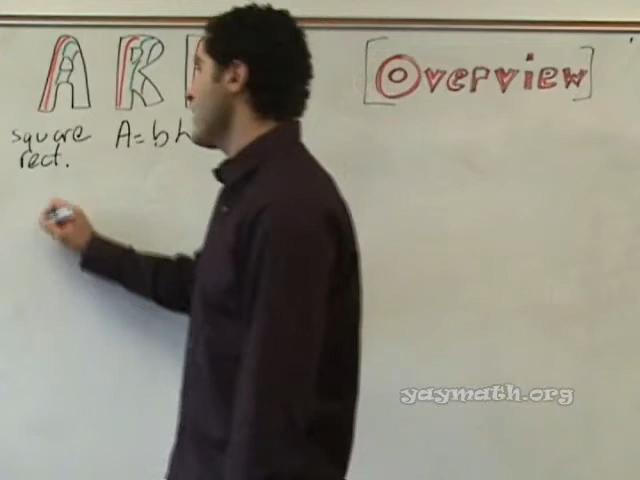 A R [Overview]
square A = bh
rect.
yaymath.org